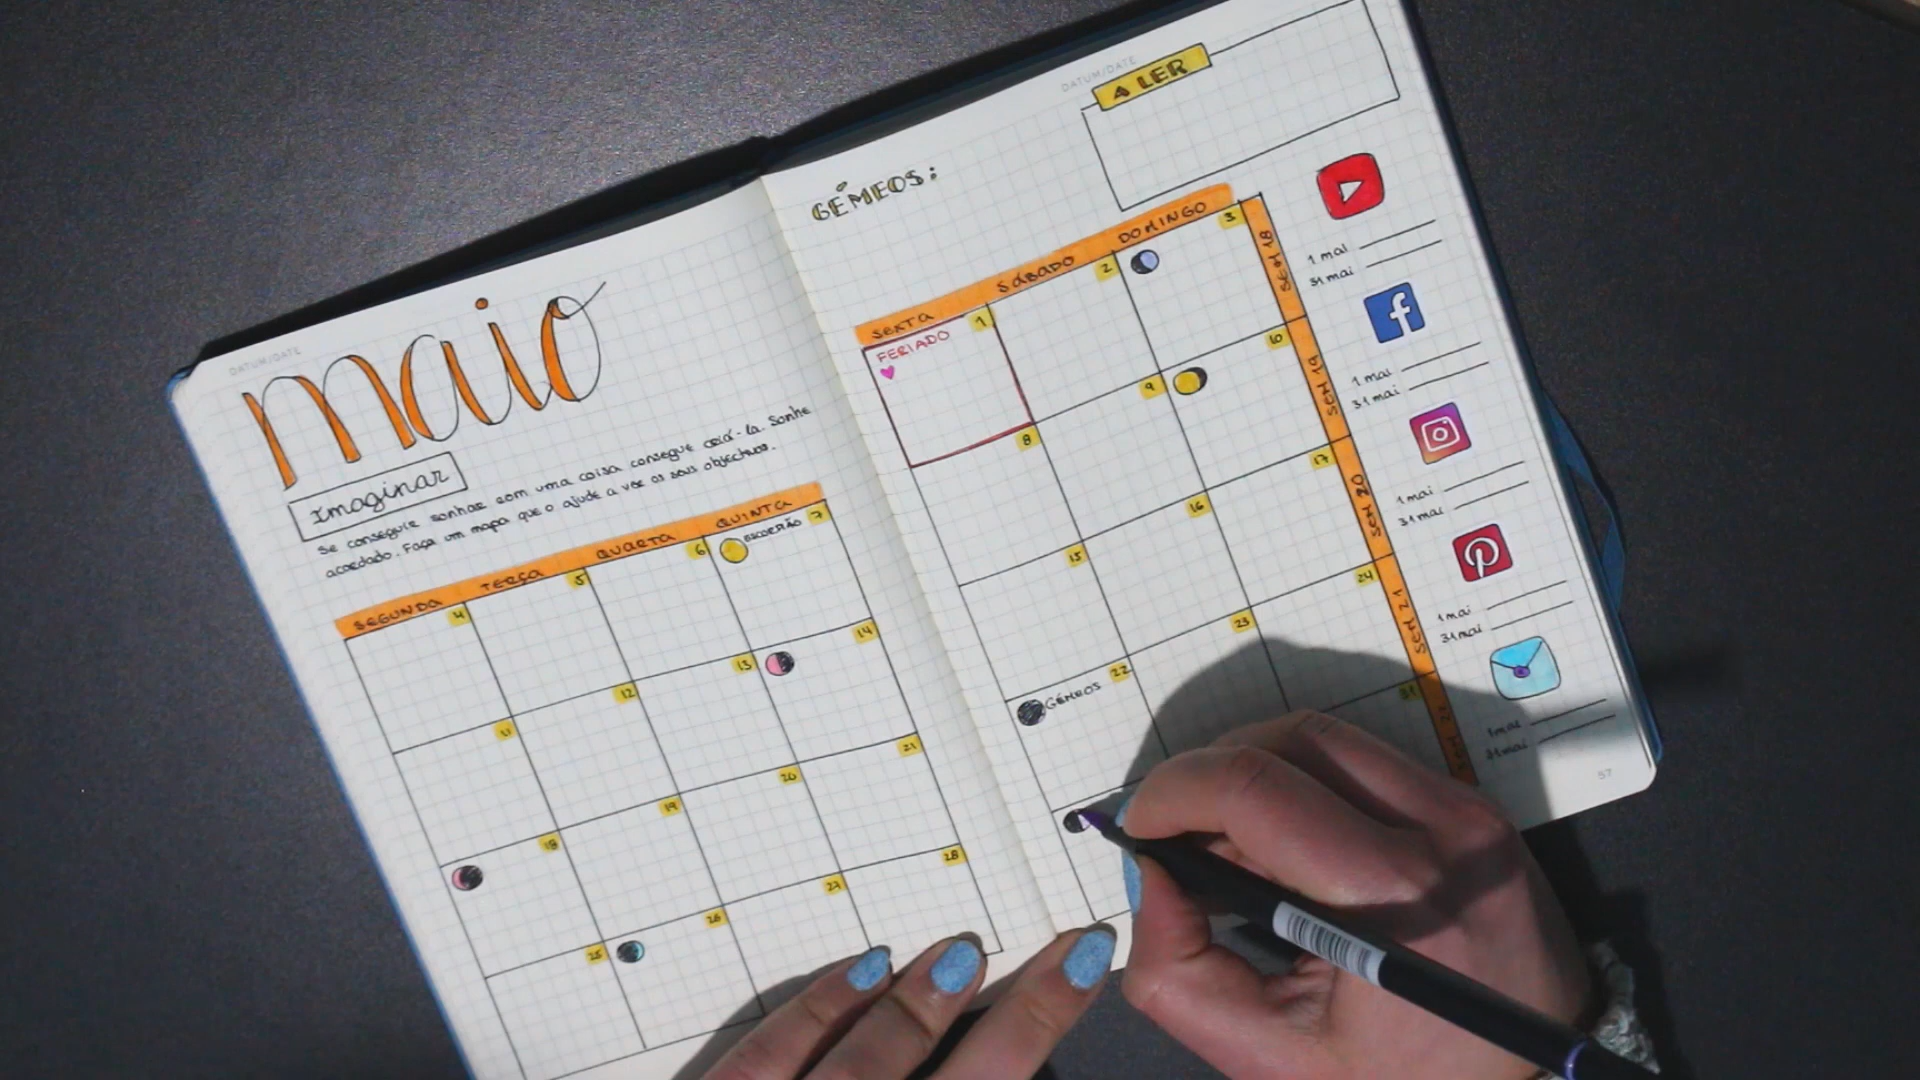 DATUM/DATE
maio
Imaginar
Se conseguir sonhar com uma coisa consegue criá-la. Sonhe
acordado. Faça um mapa que o ajude a ver os seus objectivos.
SEGUNDA TERÇA QUARTA QUINTA
4 5 6 ESCORPIÃO 7
11 12 13 14
18 19 20 21
25 26 27 28
DATUM/DATE
A LER
GÉMEOS:
SEXTA SÁBADO DOMINGO
1 2 3 SEM 18
FERIADO
8 9 10 SEM 19
15 16 17 SEM 20
GÉMEOS 22 23 24 SEM 21
31 SEM 22
1 mai
31 mai
f
1 mai
31 mai
1 mai
31 mai
1 mai
31 mai
1 mai
31 mai
57